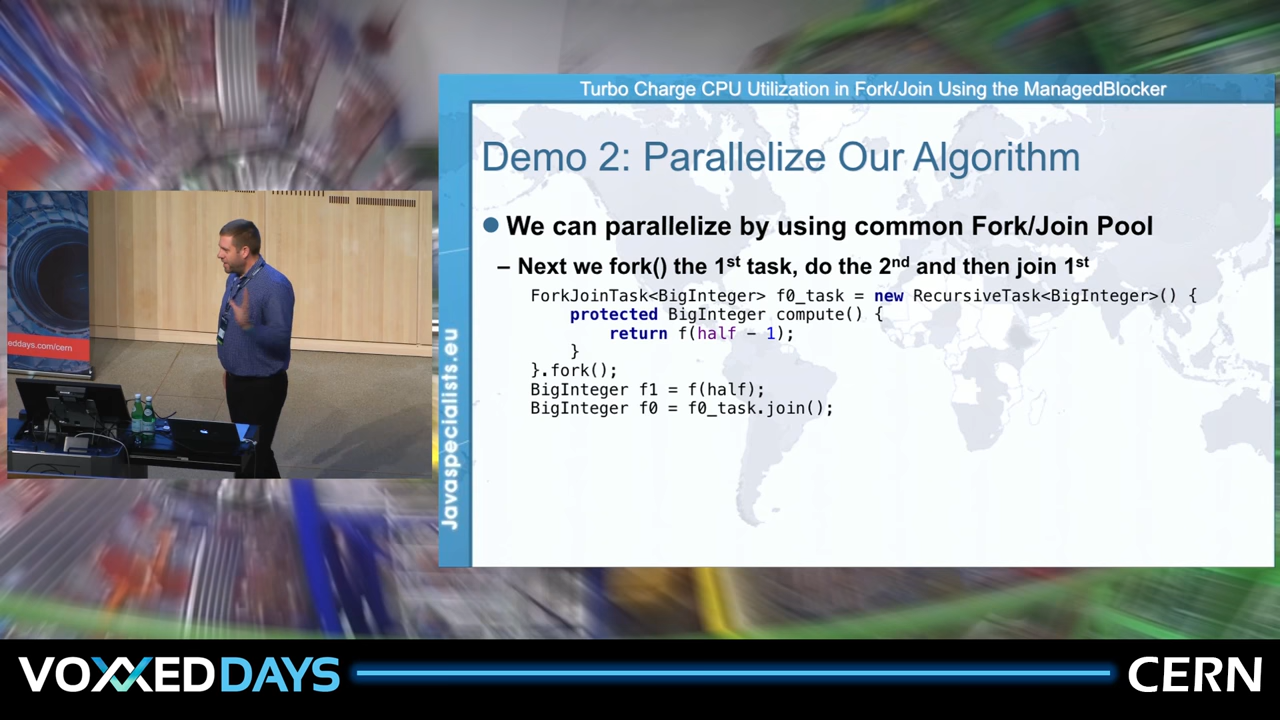 Turbo Charge CPU Utilization in Fork/Join Using the ManagedBlocker
Demo 2: Parallelize Our Algorithm
We can parallelize by using common Fork/Join Pool
– Next we fork() the 1st task, do the 2nd and then join 1st
ForkJoinTask<BigInteger> f0_task = new RecursiveTask<BigInteger>() {
    protected BigInteger compute() {
        return f(half - 1);
    }
}.fork();
BigInteger f1 = f(half);
BigInteger f0 = f0_task.join();
Javaspecialists.eu
eddays.com/cern
VOXXED DAYS
CERN